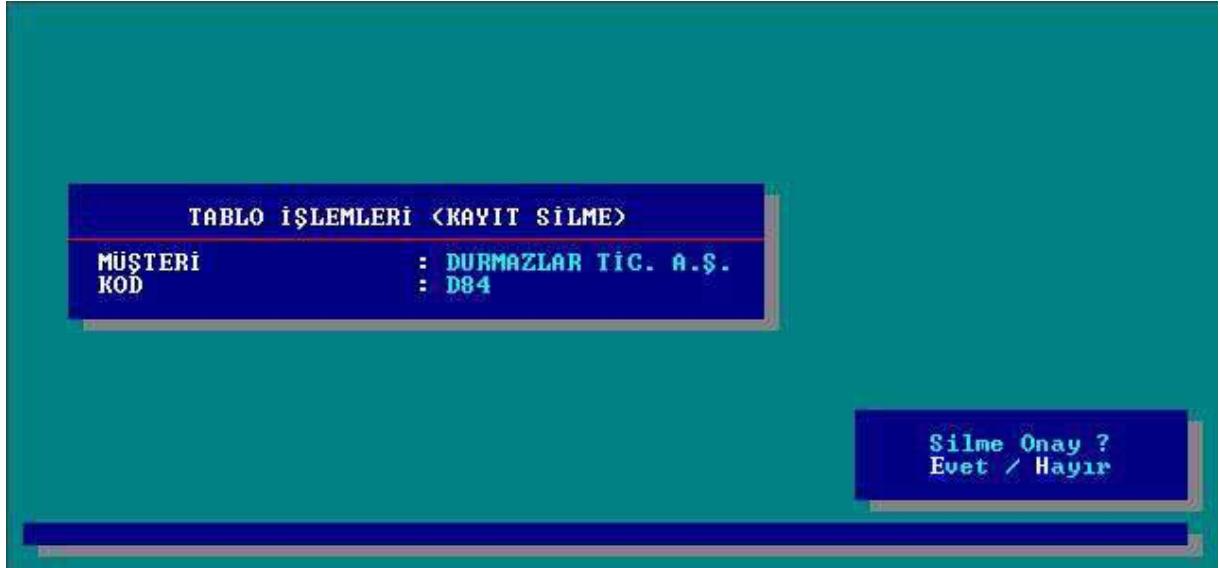 TABLO İŞLEMLERİ (KAYIT SİLME)
MÜŞTERİ : DURMAZLAR TİC. A.Ş.
KOD : D84
Silme Onay ?
Evet / Hayır